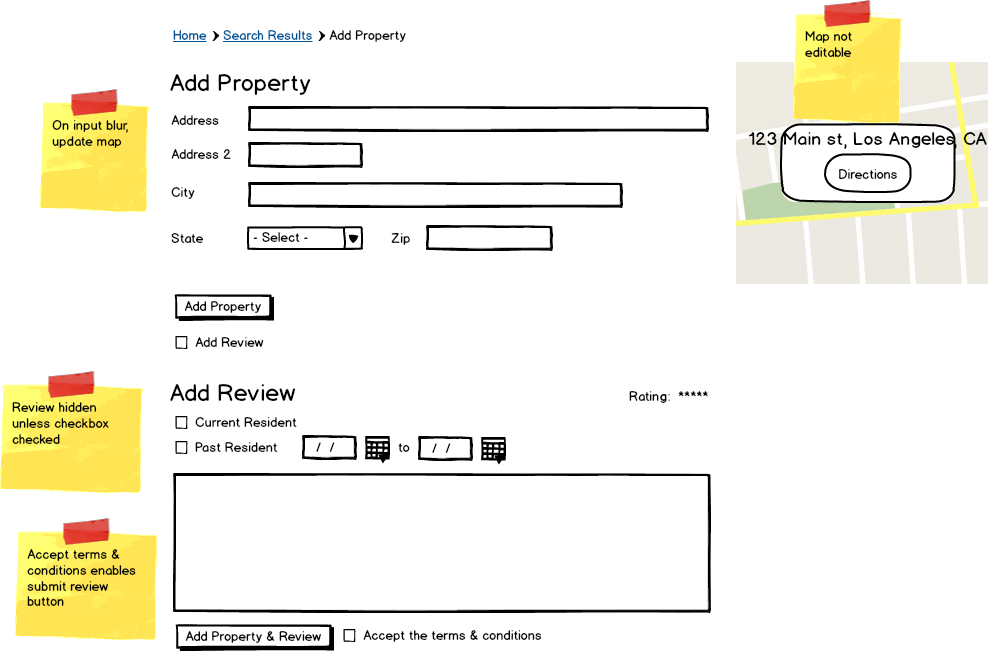 Home > Search Results > Add Property
Map not
editable
Add Property
On input blur,
update map
Address
Address 2
City
State
- Select -
Zip
123 Main st, Los Angeles, CA
Directions
Add Property
Add Review
Review hidden
unless checkbox
checked
Add Review
Rating: *****
Current Resident
Past Resident / / to / /
Accept terms &
conditions enables
submit review
button
Add Property & Review
Accept the terms & conditions